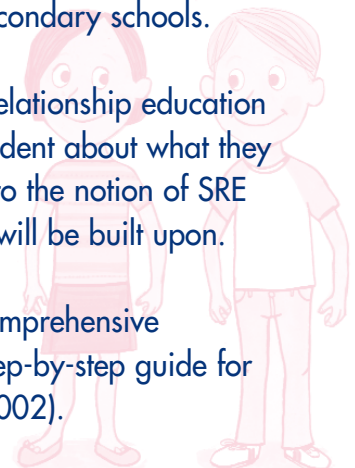 condary schools.
elationship education
dent about what they
o the notion of SRE
will be built upon.
omprehensive
ep-by-step guide for
002).